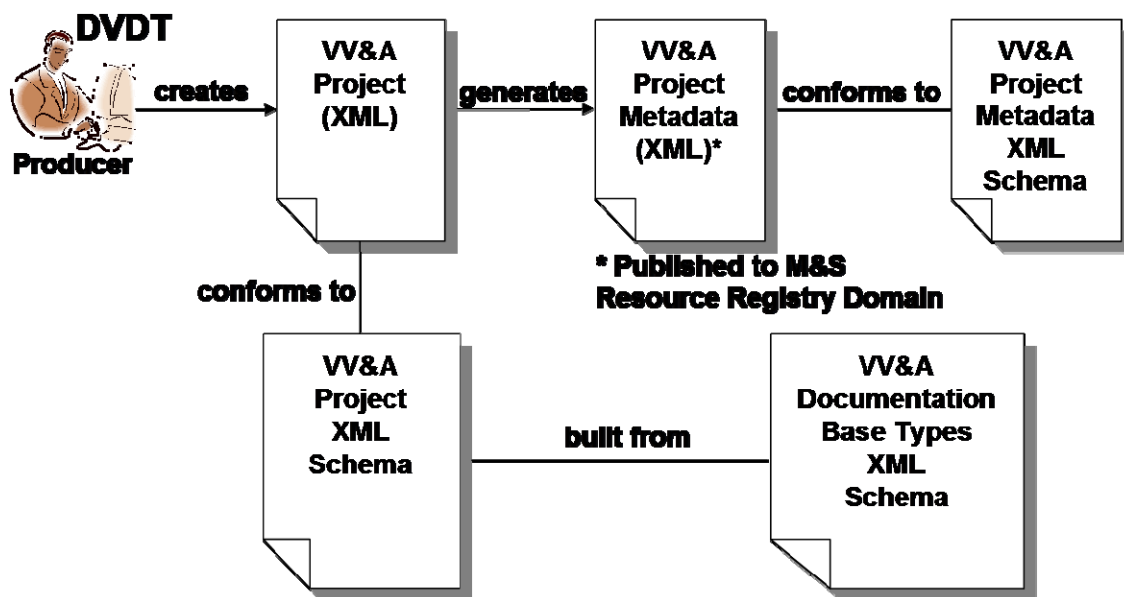 DVDT
Producer
creates
VV&A
Project
(XML)
generates
VV&A
Project
Metadata
(XML)*
conforms to
VV&A
Project
Metadata
XML
Schema
* Published to M&S
Resource Registry Domain
conforms to
VV&A
Project
XML
Schema
built from
VV&A
Documentation
Base Types
XML
Schema